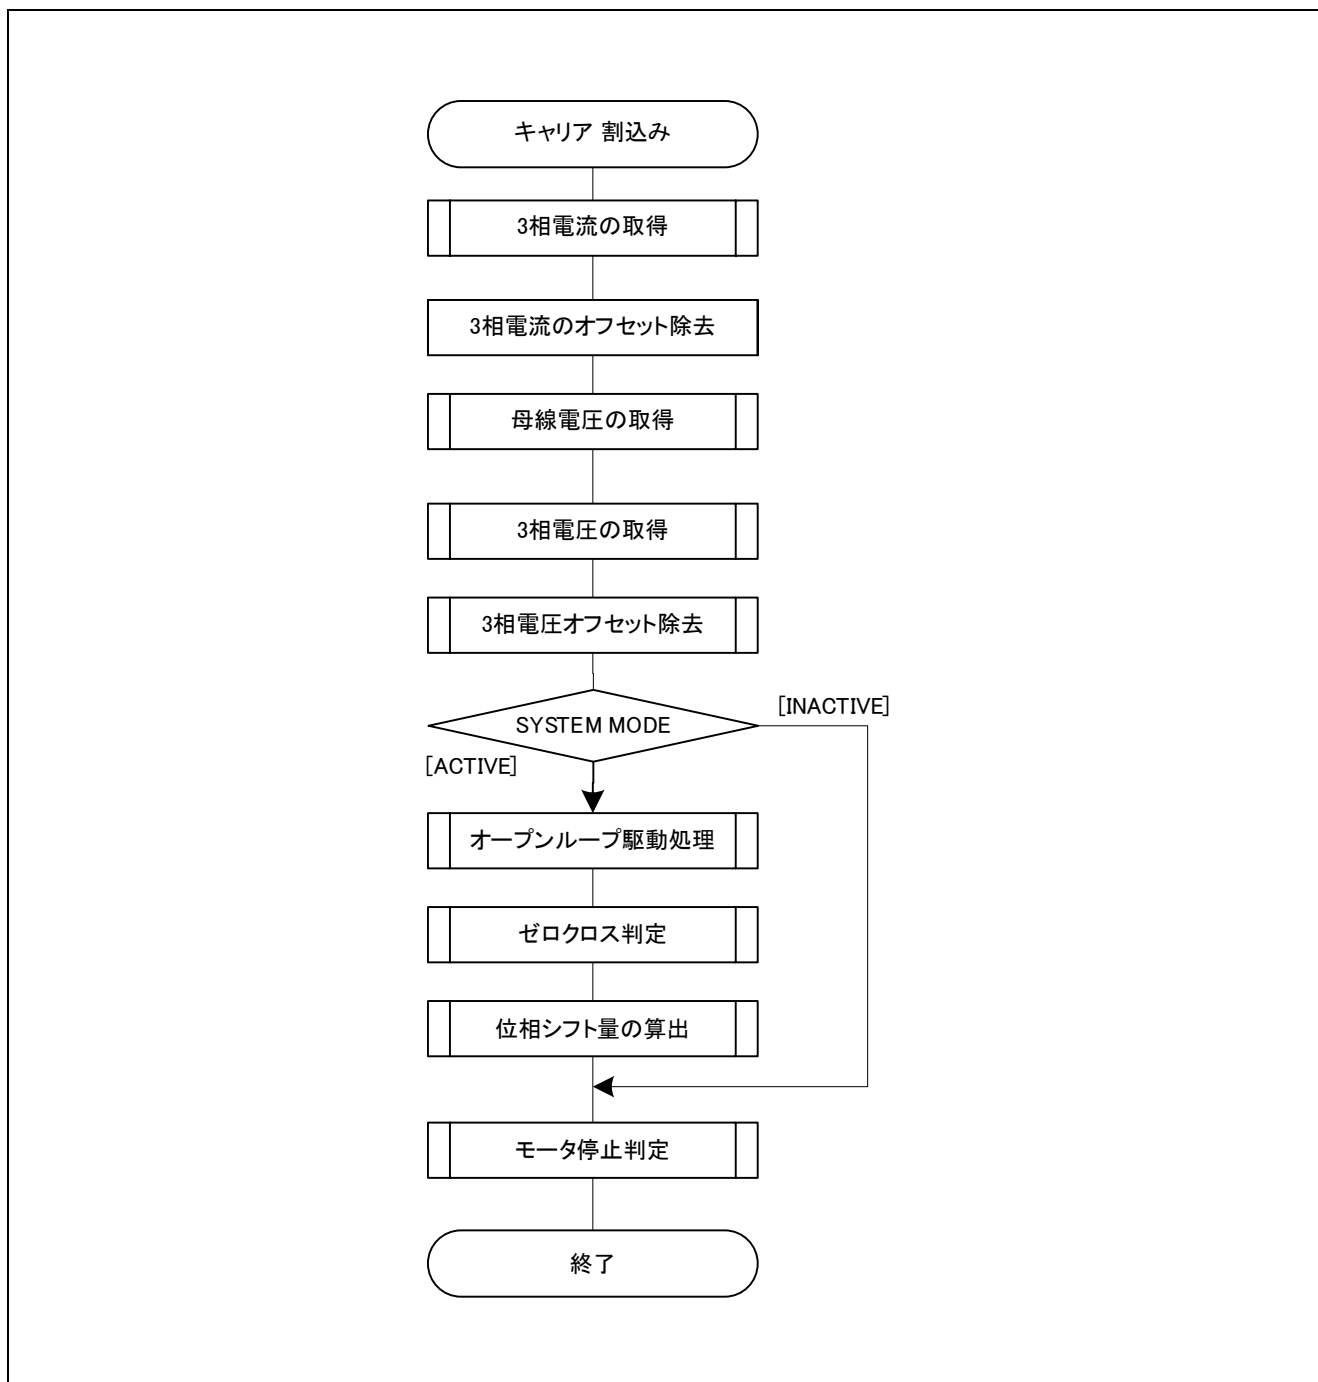 キャリア 割込み
3相電流の取得
3相電流のオフセット除去
母線電圧の取得
3相電圧の取得
3相電圧オフセット除去
SYSTEM MODE
[INACTIVE]
[ACTIVE]
オープンループ駆動処理
ゼロクロス判定
位相シフト量の算出
モータ停止判定
終了